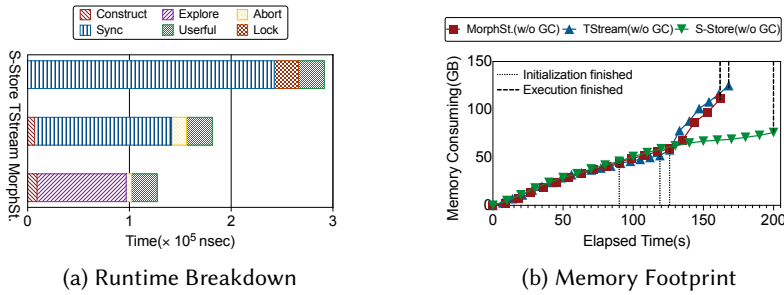 Construct Explore Abort
Sync Userful Lock
S-Store TStream MorphSt.
0 1 2 3
Time(× 10⁵ nsec)
(a) Runtime Breakdown
MorphSt.(w/o GC) TStream(w/o GC) S-Store(w/o GC)
Memory Consuming(GB)
150
100
50
0
Initialization finished
Execution finished
0 50 100 150 200
Elapsed Time(s)
(b) Memory Footprint